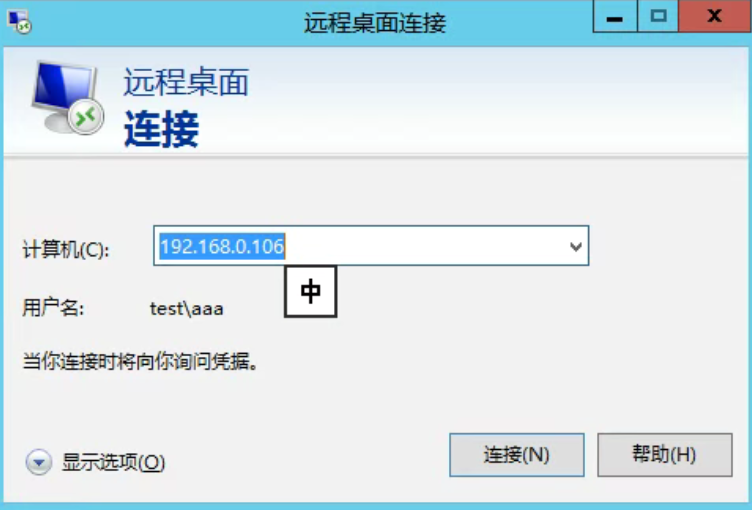 远程桌面连接
远程桌面
连接
计算机(C): 192.168.0.106
中
用户名: test\aaa
当你连接时将向你询问凭据。
显示选项(O) 连接(N) 帮助(H)